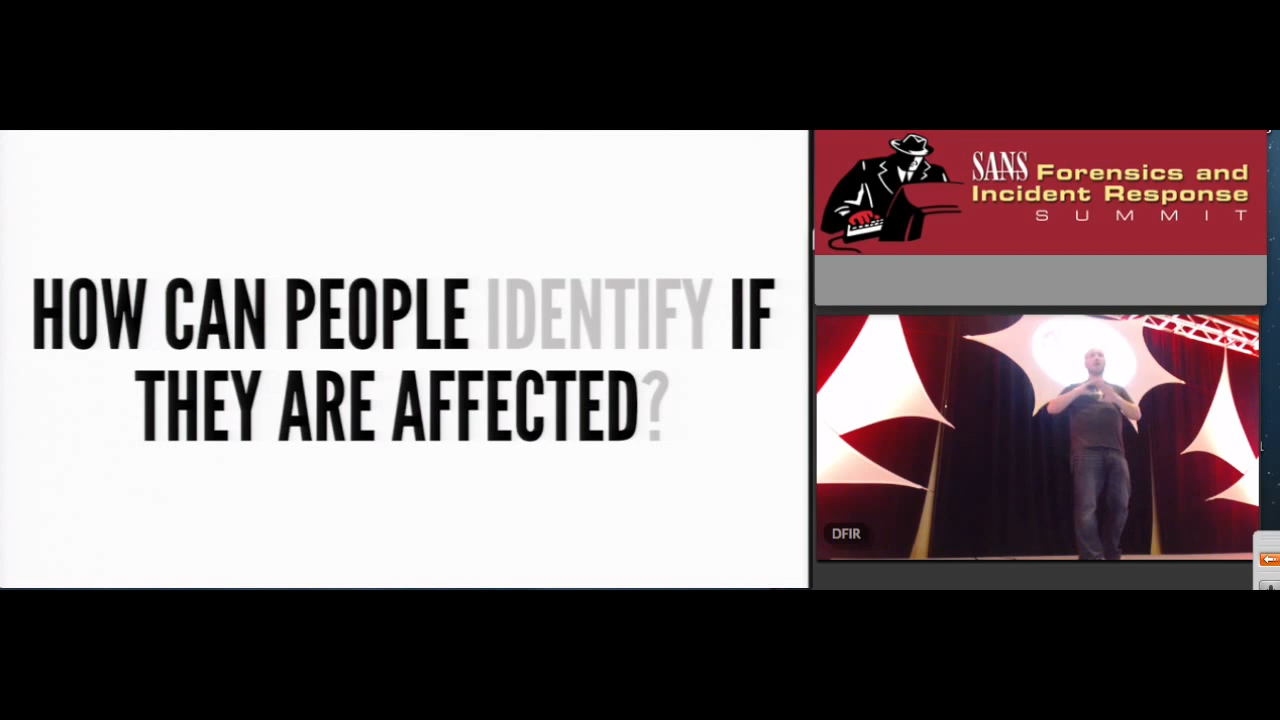 HOW CAN PEOPLE IDENTIFY IF
THEY ARE AFFECTED?
SANS Forensics and
Incident Response
SUMMIT
DFIR